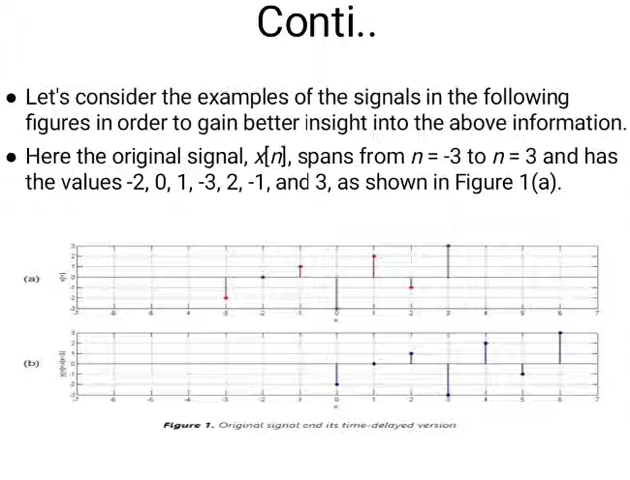 Conti..
● Let's consider the examples of the signals in the following
figures in order to gain better insight into the above information.
● Here the original signal, x[n], spans from n = -3 to n = 3 and has
the values -2, 0, 1, -3, 2, -1, and 3, as shown in Figure 1(a).
(a)
(b)
Figure 1. Original signal and its time-delayed version